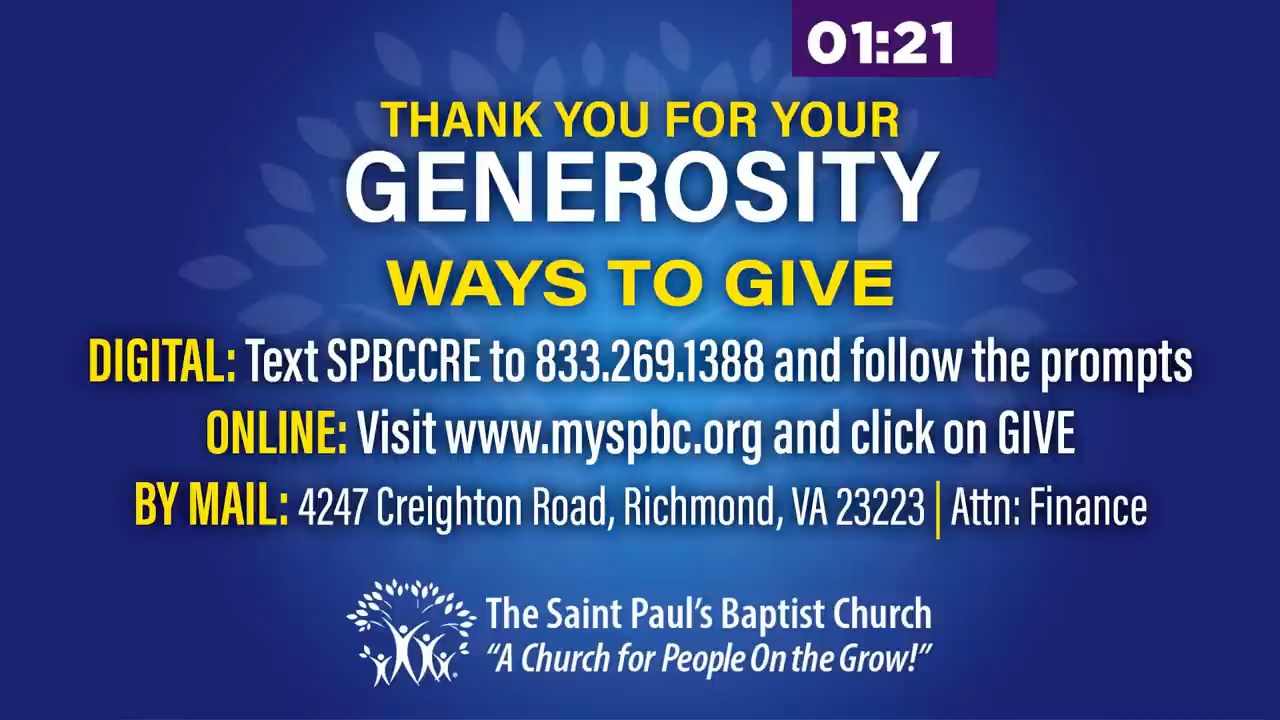 01:21
THANK YOU FOR YOUR
GENEROSITY
WAYS TO GIVE
DIGITAL: Text SPBCCRE to 833.269.1388 and follow the prompts
ONLINE: Visit www.myspbc.org and click on GIVE
BY MAIL: 4247 Creighton Road, Richmond, VA 23223 | Attn: Finance
The Saint Paul's Baptist Church
"A Church for People On the Grow!"